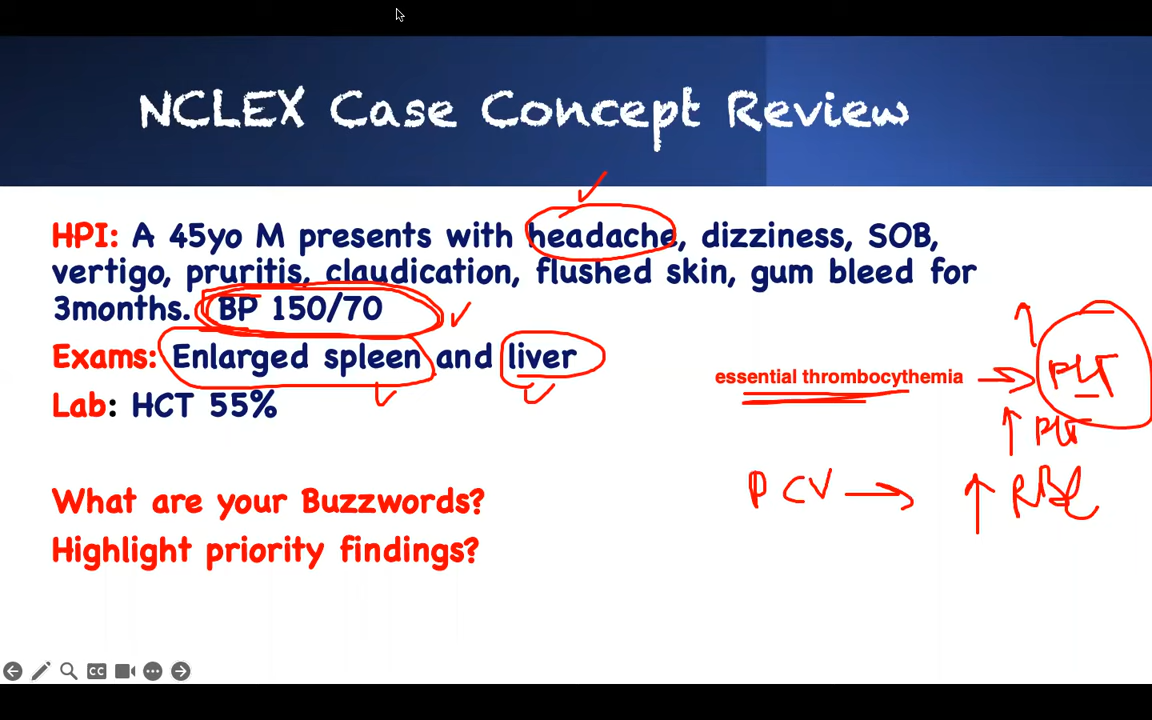 NCLEX Case Concept Review
HPI: A 45yo M presents with headache, dizziness, SOB,
vertigo, pruritis, claudication, flushed skin, gum bleed for
3months. BP 150/70
Exams: Enlarged spleen and liver
Lab: HCT 55%
essential thrombocythemia → ↑ PLT
↑ PLT
PCV → ↑ RBC
What are your Buzzwords?
Highlight priority findings?
CC